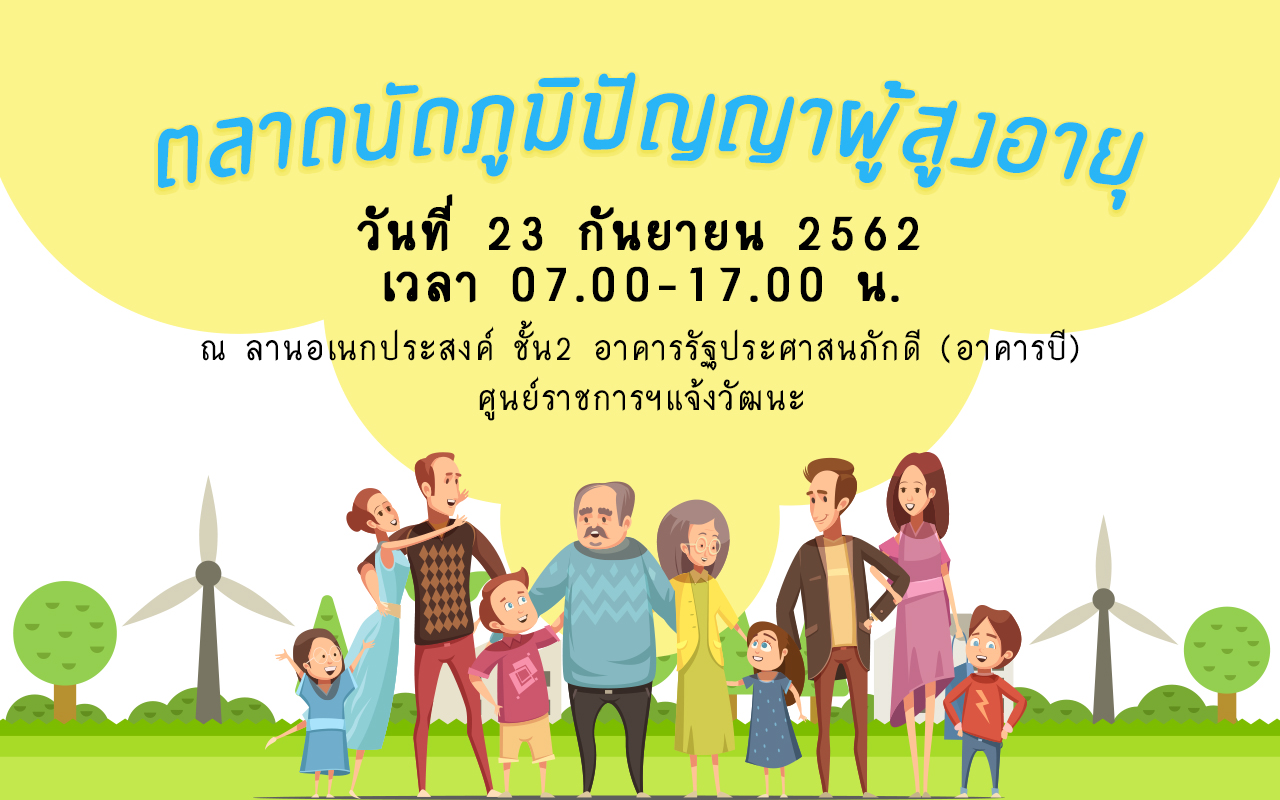 ตลาดนัดภูมิปัญญาผู้สูงอายุ
วันที่ 23 กันยายน 2562
เวลา 07.00-17.00 น.
ณ ลานอเนกประสงค์ ชั้น2 อาคารรัฐประศาสนภักดี (อาคารบี)
ศูนย์ราชการฯแจ้งวัฒนะ